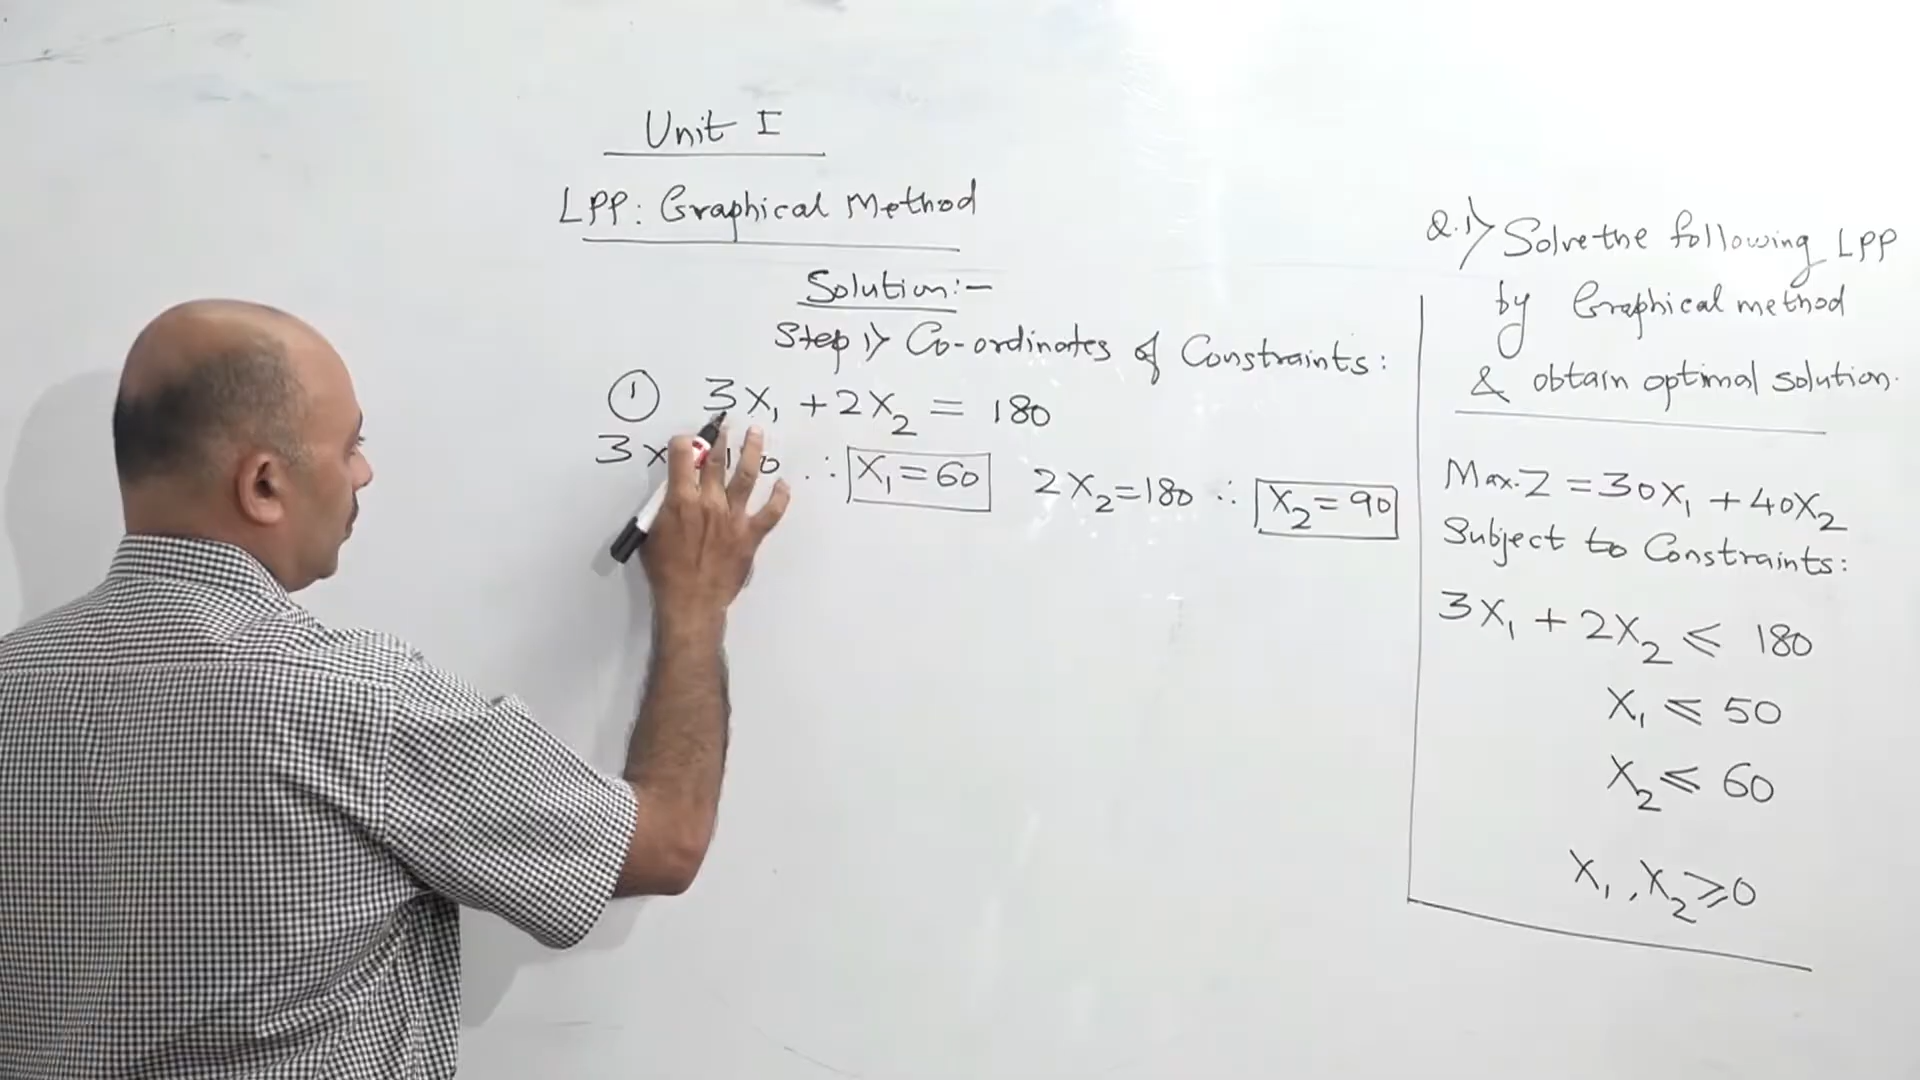 Unit I
LPP: Graphical Method
Solution:-
Step 1) Co-ordinates of Constraints:
① 3X₁ + 2X₂ = 180
3X ∴ X₁ = 60 2X₂ = 180 ∴ X₂ = 90
Q.1) Solve the following LPP
by Graphical method
& obtain optimal solution.
Max. Z = 30X₁ + 40X₂
Subject to Constraints:
3X₁ + 2X₂ ⩽ 180
X₁ ⩽ 50
X₂ ⩽ 60
X₁, X₂ ⩾ 0